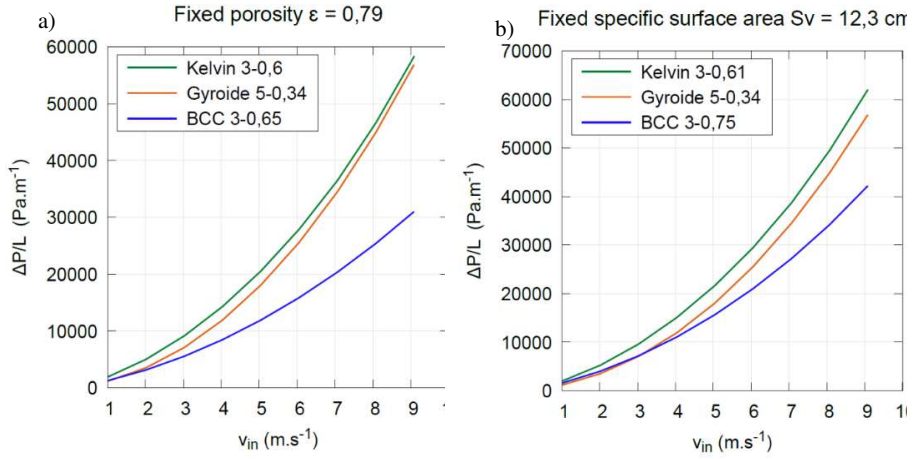 a)
Fixed porosity ε = 0,79
60000
50000
40000
30000
20000
10000
0
ΔP/L (Pa.m⁻¹)
Kelvin 3-0,6
Gyroide 5-0,34
BCC 3-0,65
1 2 3 4 5 6 7 8 9 1
v_in (m.s⁻¹)
b)
Fixed specific surface area Sv = 12,3 cm
70000
60000
50000
40000
30000
20000
10000
0
ΔP/L (Pa.m⁻¹)
Kelvin 3-0,61
Gyroide 5-0,34
BCC 3-0,75
1 2 3 4 5 6 7 8 9 10
v_in (m.s⁻¹)